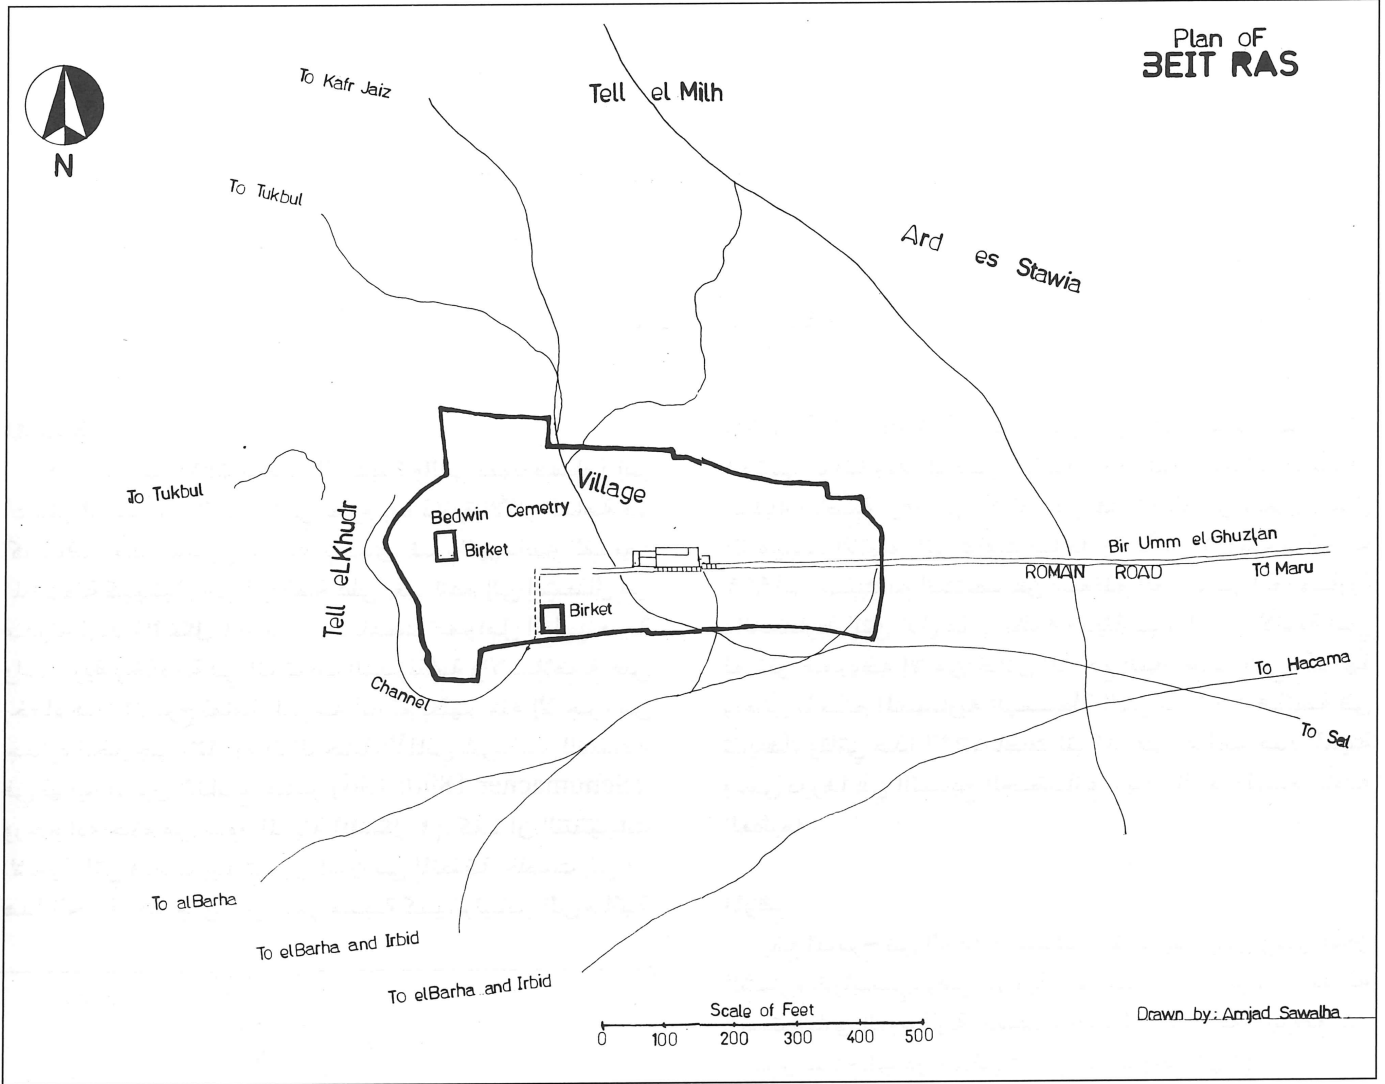 Plan oF
BEIT RAS
N
To Kafr Jaiz
Tell el Milh
To Tukbul
Ard es Stawia
To Tukbul
Tell eLKhudr
Village
Bedwin Cemetry
Birket
Birket
Channel
Bir Umm el Ghuzlan
ROMAN ROAD
To Maru
To Hacama
To Sal
To alBarha
To elBarha and Irbid
To elBarha and Irbid
Scale of Feet
0 100 200 300 400 500
Drawn by: Amjad Sawalha